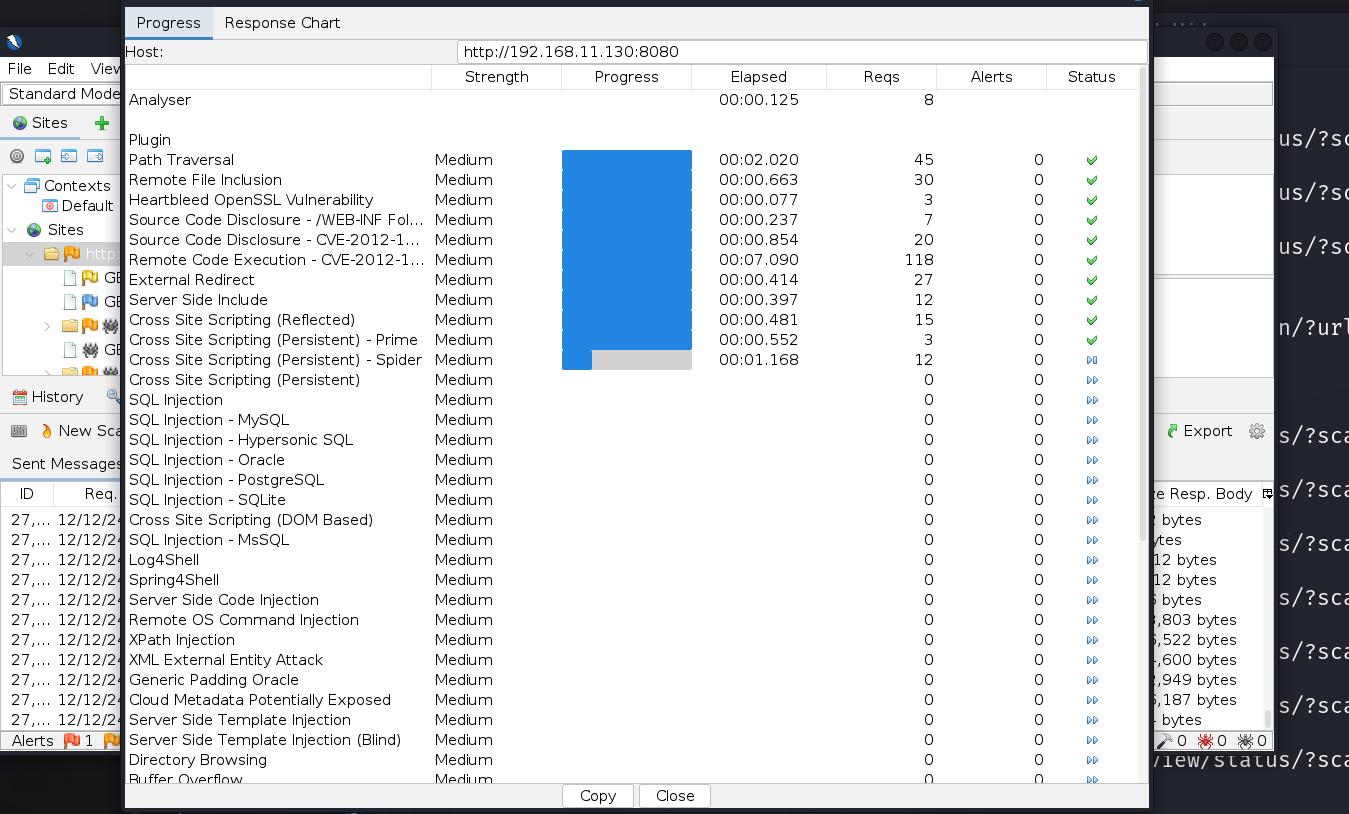 Progress Response Chart
Host: http://192.168.11.130:8080
File Edit View
Strength Progress Elapsed Reqs Alerts Status
Standard Mode
Analyser 00:00.125 8
Sites
Plugin
Path Traversal Medium 00:02.020 45 0
Remote File Inclusion Medium 00:00.663 30 0
Contexts
Heartbleed OpenSSL Vulnerability Medium 00:00.077 3 0
Default
Source Code Disclosure - /WEB-INF Fol... Medium 00:00.237 7 0
Sites
Source Code Disclosure - CVE-2012-1... Medium 00:00.854 20 0
http:
Remote Code Execution - CVE-2012-1... Medium 00:07.090 118 0
GE
External Redirect Medium 00:00.414 27 0
GE
Server Side Include Medium 00:00.397 12 0
Cross Site Scripting (Reflected) Medium 00:00.481 15 0
Cross Site Scripting (Persistent) - Prime Medium 00:00.552 3 0
GE
Cross Site Scripting (Persistent) - Spider Medium 00:01.168 12 0
Cross Site Scripting (Persistent) Medium 0 0
History
SQL Injection Medium 0 0
SQL Injection - MySQL Medium 0 0
New Sca
Export
SQL Injection - Hypersonic SQL Medium 0 0
SQL Injection - Oracle Medium 0 0
Sent Messages
SQL Injection - PostgreSQL Medium 0 0
ID Req.
ze Resp. Body
SQL Injection - SQLite Medium 0 0
27,... 12/12/24
Cross Site Scripting (DOM Based) Medium 0 0
2 bytes
27,... 12/12/24
SQL Injection - MsSQL Medium 0 0
ytes
27,... 12/12/24
Log4Shell Medium 0 0
12 bytes
27,... 12/12/24
Spring4Shell Medium 0 0
12 bytes
27,... 12/12/24
Server Side Code Injection Medium 0 0
bytes
27,... 12/12/24
Remote OS Command Injection Medium 0 0
,803 bytes
27,... 12/12/24
XPath Injection Medium 0 0
,522 bytes
27,... 12/12/24
XML External Entity Attack Medium 0 0
,600 bytes
27,... 12/12/24
Generic Padding Oracle Medium 0 0
,949 bytes
27,... 12/12/24
Cloud Metadata Potentially Exposed Medium 0 0
,187 bytes
27,... 12/12/24
Server Side Template Injection Medium 0 0
bytes
Alerts 1
Server Side Template Injection (Blind) Medium 0 0
0 0 0
Directory Browsing Medium 0 0
Buffer Overflow Medium 0 0
Copy Close
us/?sc
us/?sc
us/?sc
n/?url
s/?sca
s/?sca
s/?sca
s/?sca
s/?sca
s/?sca
view/status/?sca